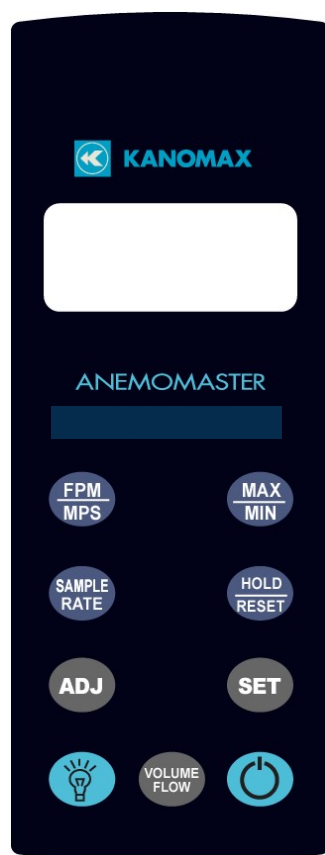 KANOMAX
ANEMOMASTER
FPM
MPS
MAX
MIN
SAMPLE
RATE
HOLD
RESET
ADJ
SET
VOLUME
FLOW